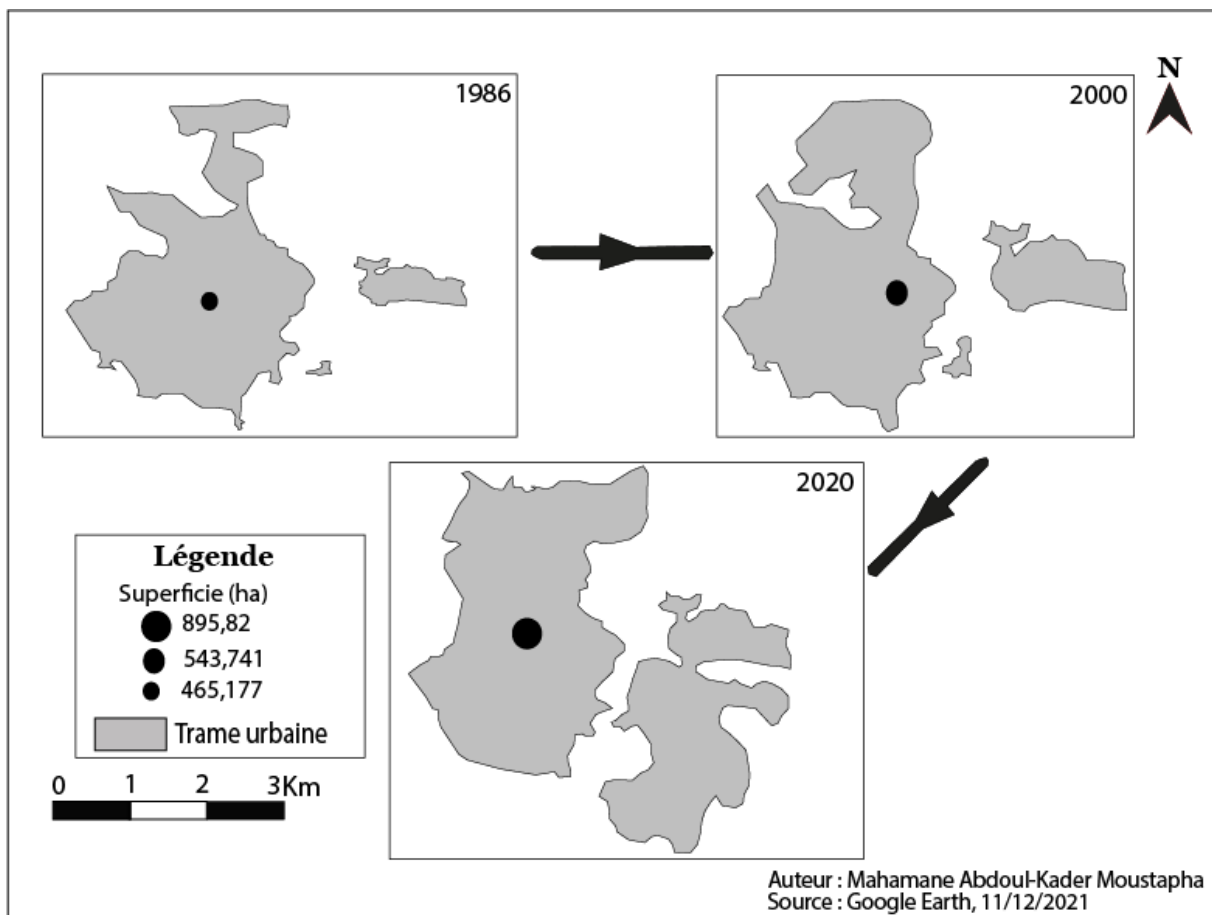 1986
2000
N
2020
Légende
Superficie (ha)
895,82
543,741
465,177
Trame urbaine
0 1 2 3Km
Auteur : Mahamane Abdoul-Kader Moustapha
Source : Google Earth, 11/12/2021